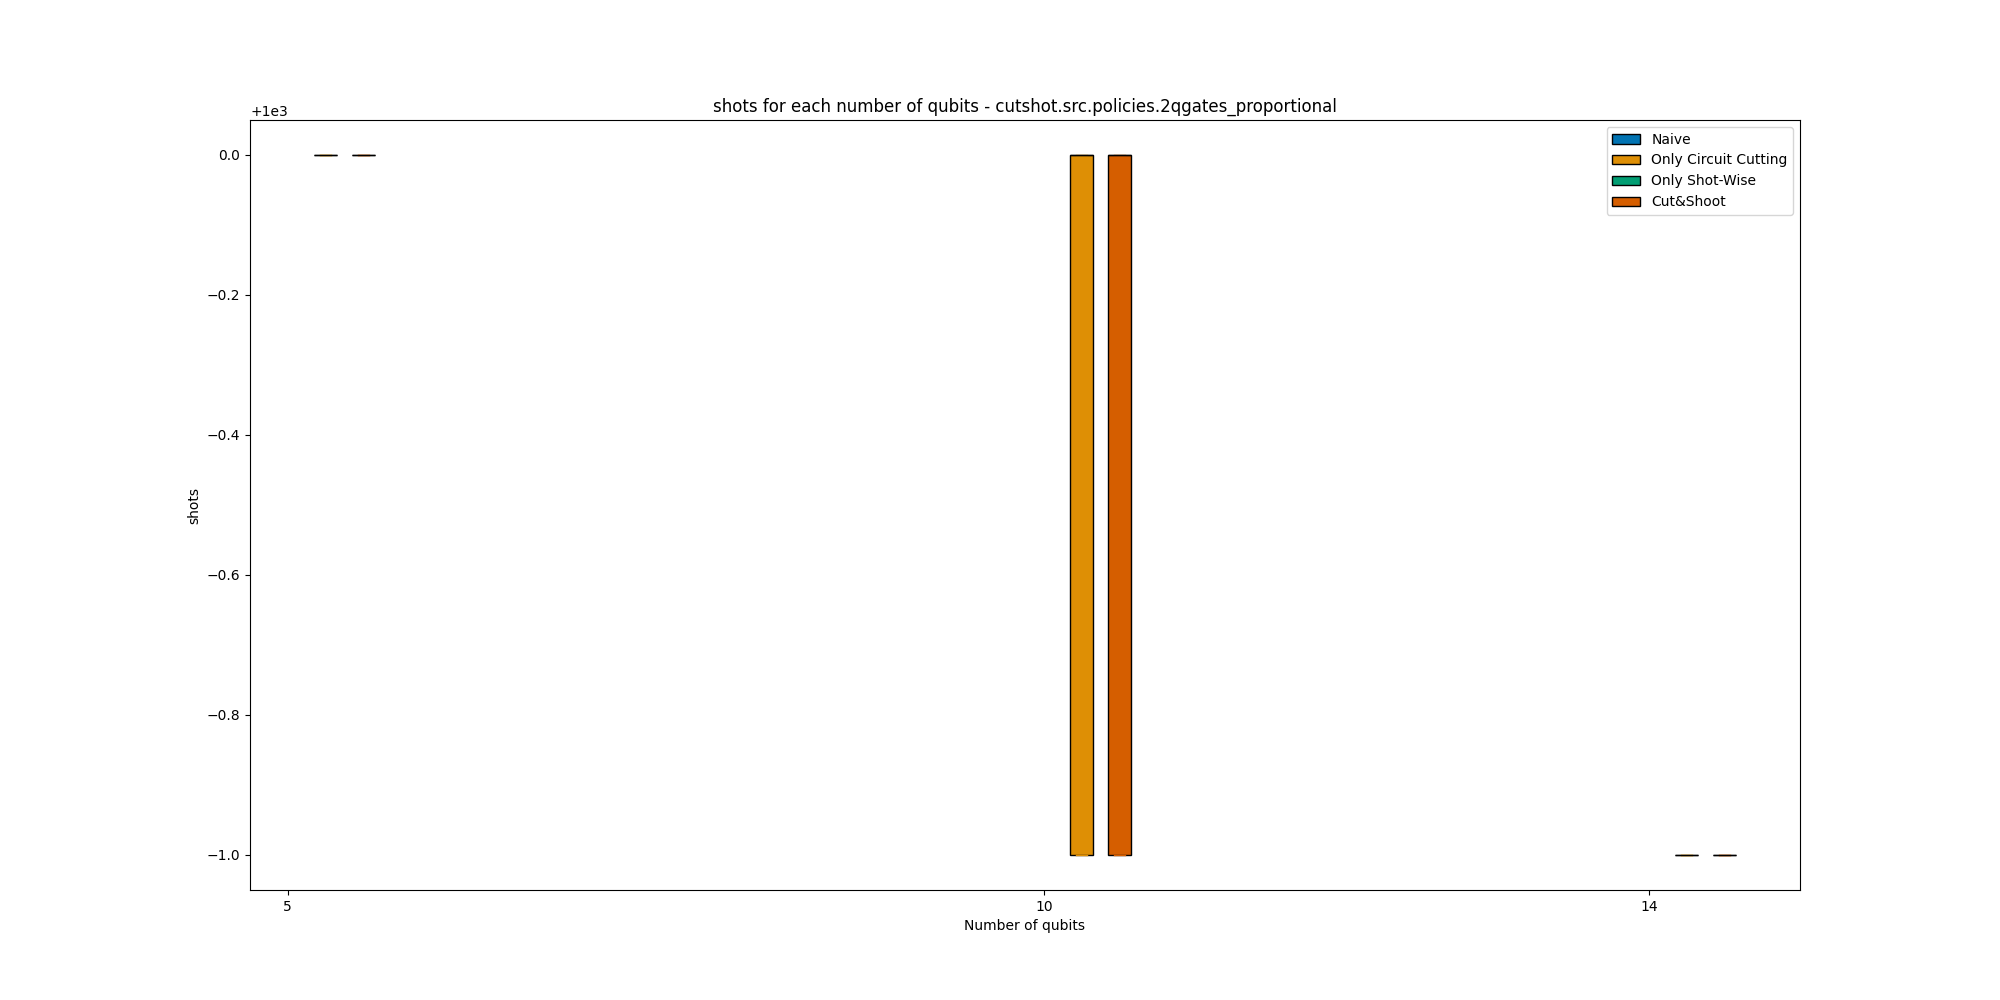 shots for each number of qubits - cutshot.src.policies.2qgates_proportional
+1e3
Naive
Only Circuit Cutting
Only Shot-Wise
Cut&Shoot
0.0
−0.2
−0.4
−0.6
−0.8
−1.0
shots
5
10
14
Number of qubits